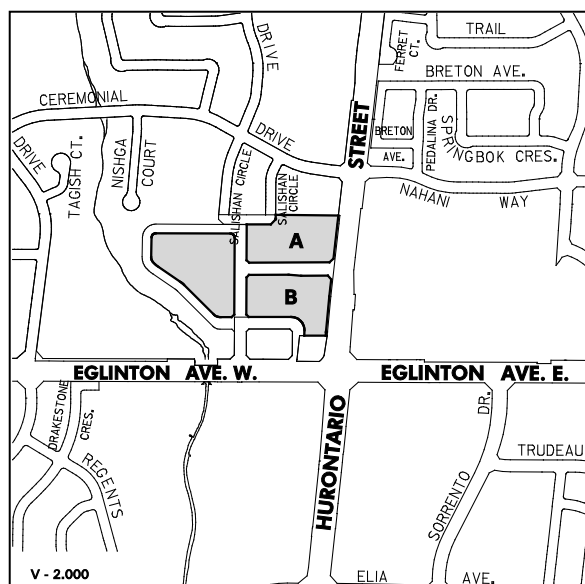 TRAIL
DRIVE
FERRET
CT.
BRETON AVE.
CEREMONIAL
DRIVE
STREET
BRETON
AVE.
PEDALINA DR.
SPRINGBOK CRES.
DRIVE
TAGISH CT.
NISHGA
COURT
SALISHAN CIRCLE
SALISHAN
CIRCLE
NAHANI WAY
A
B
EGLINTON AVE. W.
EGLINTON AVE. E.
DRAKESTONE
CRES.
REGENTS
HURONTARIO
SORRENTO
DR.
TRUDEAU
ELIA AVE.
V - 2.000